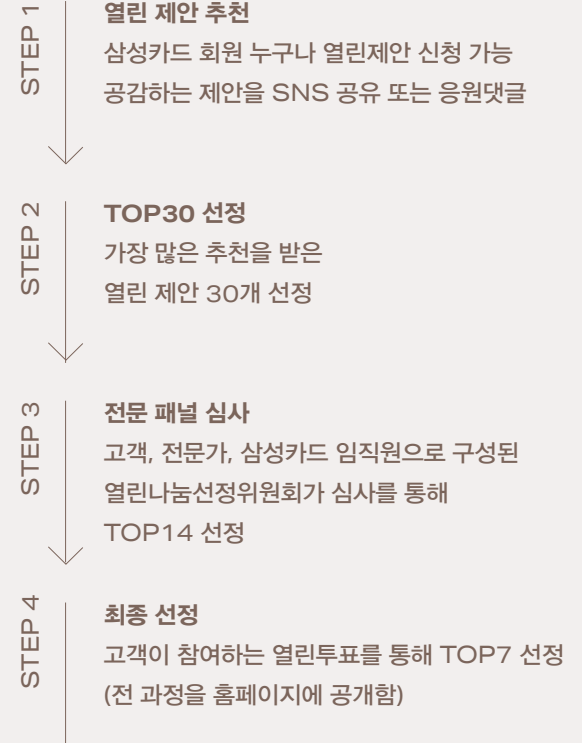 STEP 1
열린 제안 추천
삼성카드 회원 누구나 열린제안 신청 가능
공감하는 제안을 SNS 공유 또는 응원댓글
STEP 2
TOP30 선정
가장 많은 추천을 받은
열린 제안 30개 선정
STEP 3
전문 패널 심사
고객, 전문가, 삼성카드 임직원으로 구성된
열린나눔선정위원회가 심사를 통해
TOP14 선정
STEP 4
최종 선정
고객이 참여하는 열린투표를 통해 TOP7 선정
(전 과정을 홈페이지에 공개함)